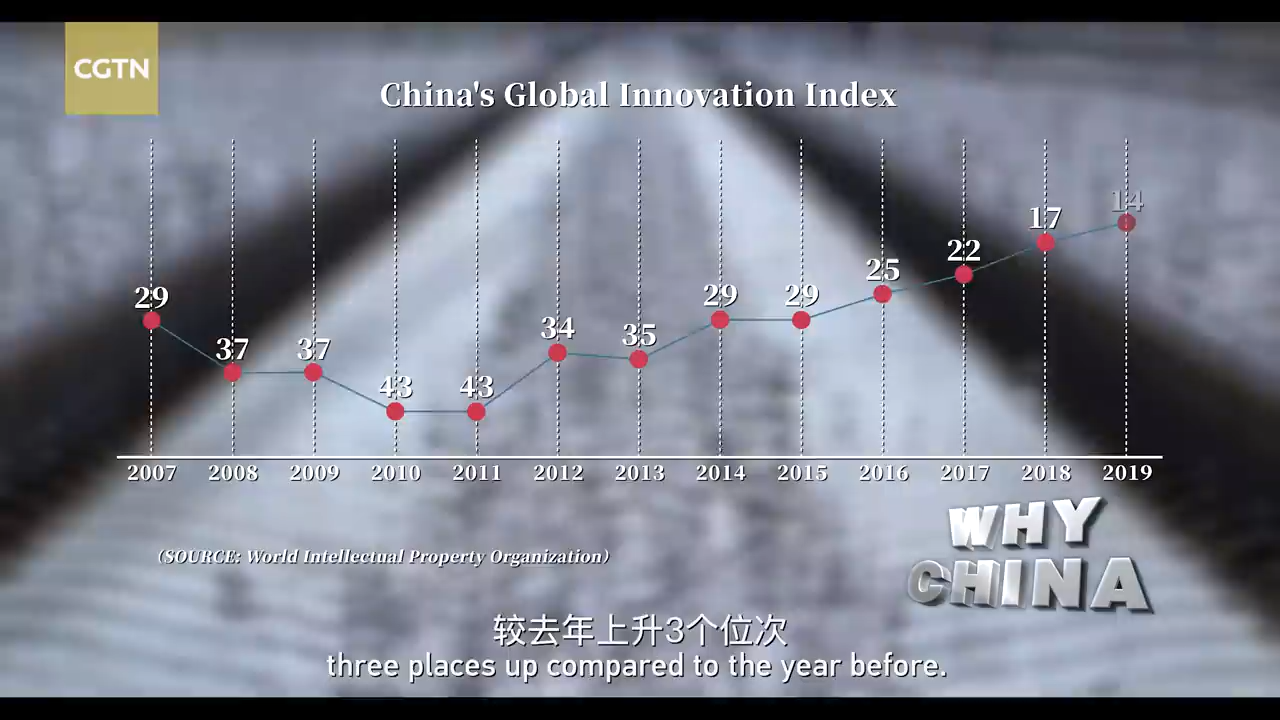 CGTN
China's Global Innovation Index
29 37 37 43 43 34 35 29 29 25 22 17 14
2007 2008 2009 2010 2011 2012 2013 2014 2015 2016 2017 2018 2019
WHY
CHINA
(SOURCE: World Intellectual Property Organization)
较去年上升3个位次
three places up compared to the year before.